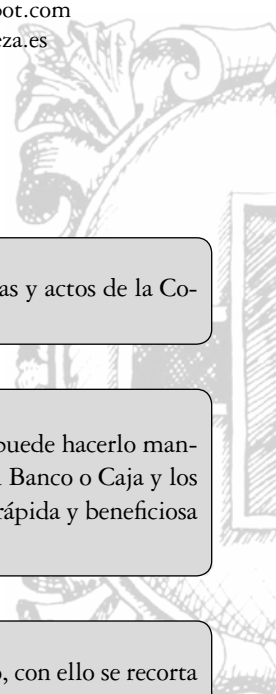 ot.com
eza.es
as y actos de la Co-
puede hacerlo man-
Banco o Caja y los
rápida y beneficiosa
, con ello se recorta